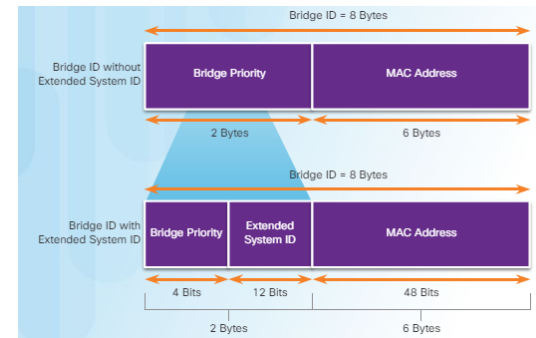 Bridge ID = 8 Bytes
Bridge ID without
Extended System ID
Bridge Priority
MAC Address
2 Bytes
6 Bytes
Bridge ID = 8 Bytes
Bridge ID with
Extended System ID
Bridge Priority
Extended
System ID
MAC Address
4 Bits
12 Bits
48 Bits
2 Bytes
6 Bytes